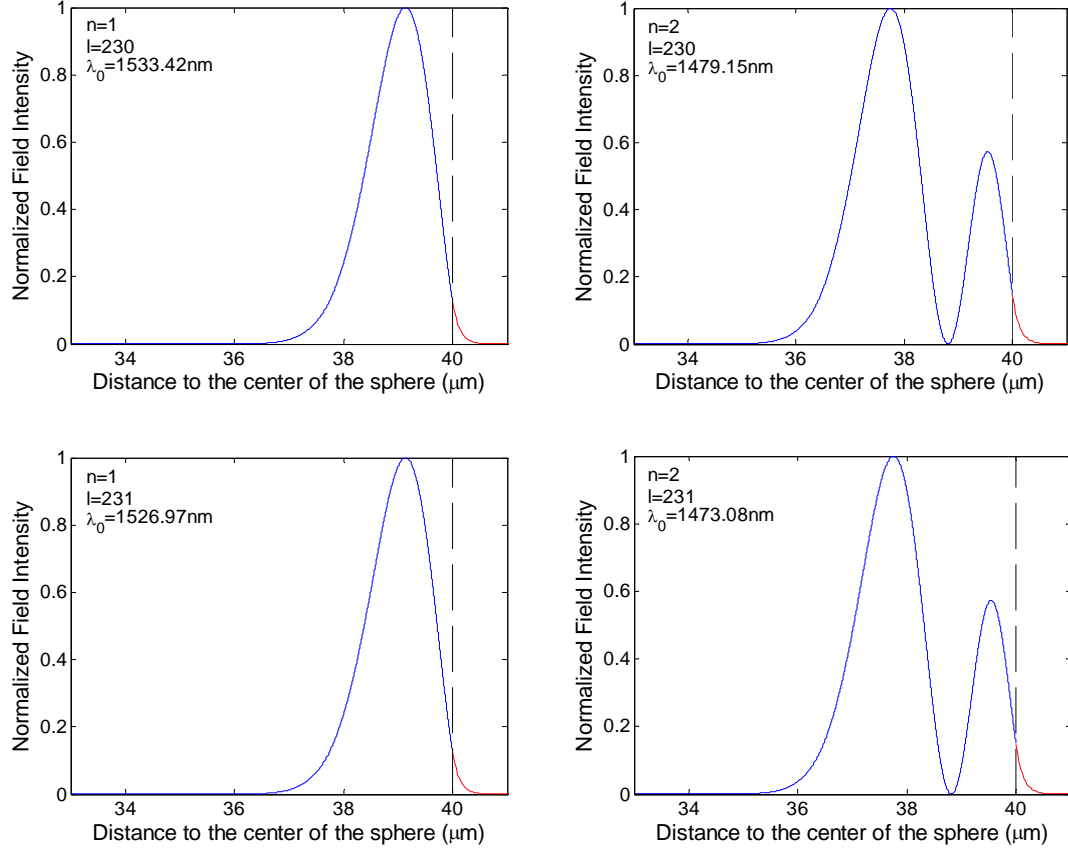 n=1
l=230
λ0=1533.42nm
Normalized Field Intensity
1
0.8
0.6
0.4
0.2
0
34 36 38 40
Distance to the center of the sphere (μm)
n=2
l=230
λ0=1479.15nm
Normalized Field Intensity
1
0.8
0.6
0.4
0.2
0
34 36 38 40
Distance to the center of the sphere (μm)
n=1
l=231
λ0=1526.97nm
Normalized Field Intensity
1
0.8
0.6
0.4
0.2
0
34 36 38 40
Distance to the center of the sphere (μm)
n=2
l=231
λ0=1473.08nm
Normalized Field Intensity
1
0.8
0.6
0.4
0.2
0
34 36 38 40
Distance to the center of the sphere (μm)